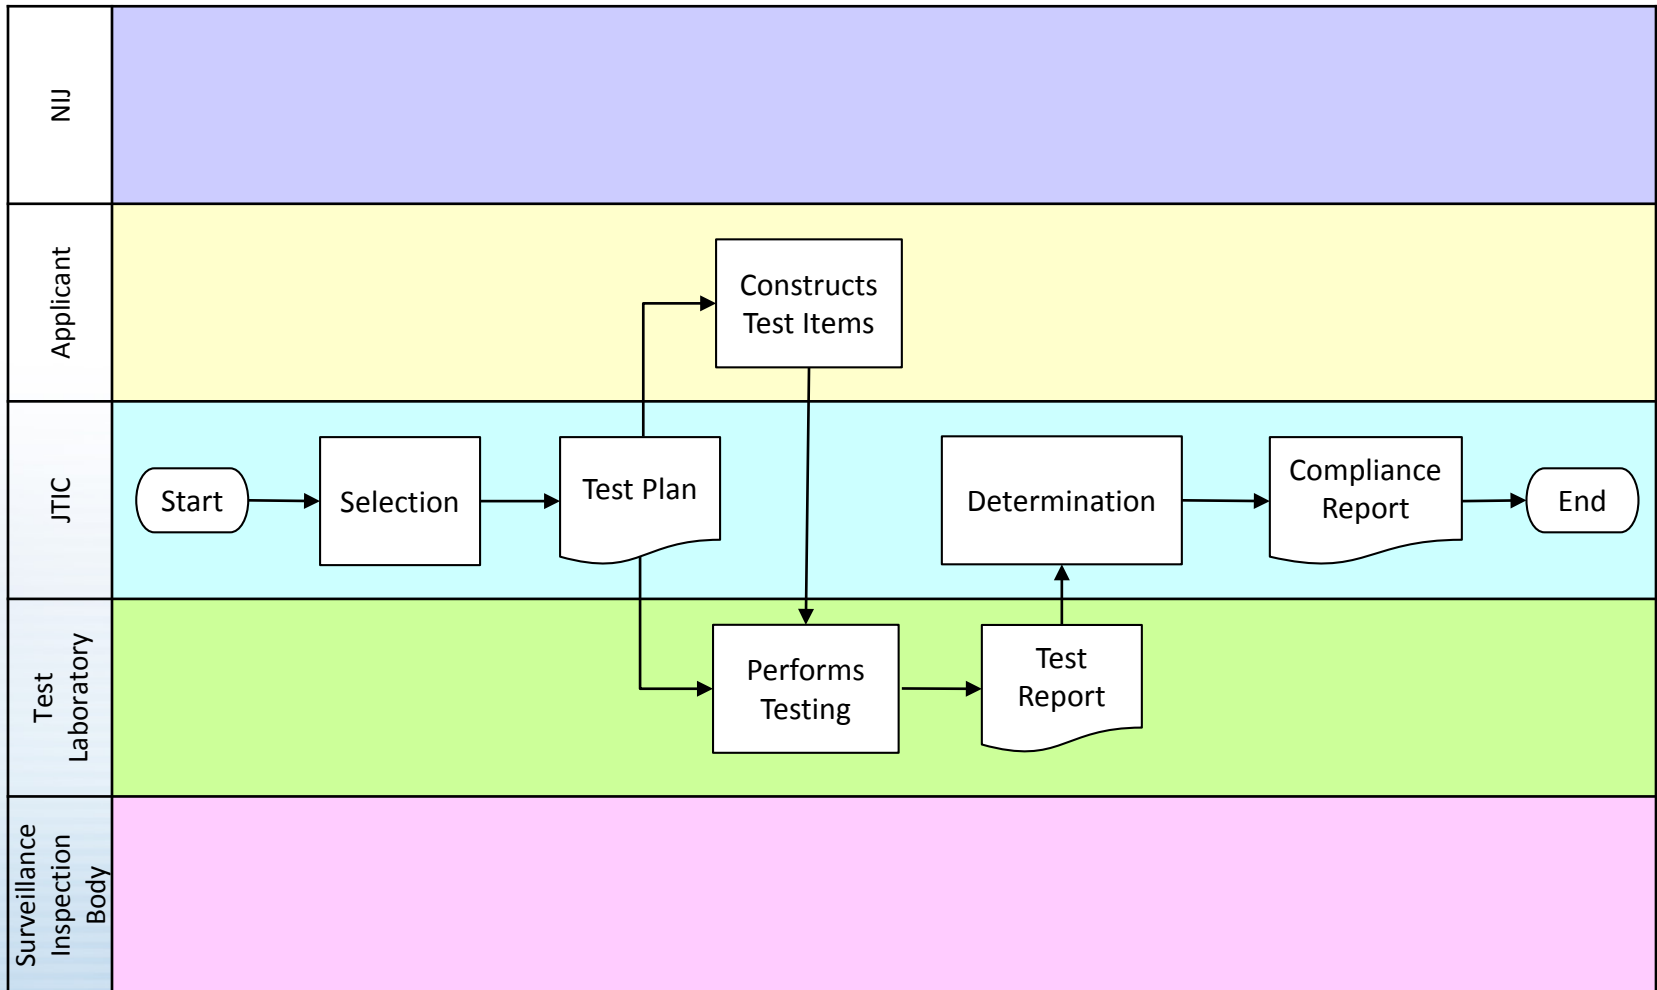 NIJ
Applicant
Constructs
Test Items
JTIC
Start
Selection
Test Plan
Determination
Compliance
Report
End
Test
Laboratory
Performs
Testing
Test
Report
Surveillance
Inspection
Body